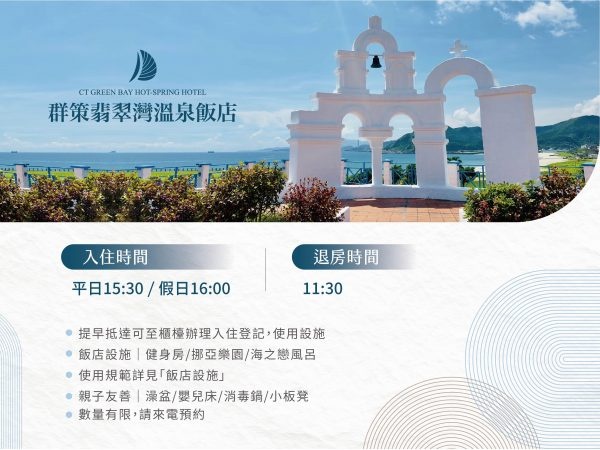 CT GREEN BAY HOT-SPRING HOTEL
群策翡翠灣溫泉飯店
入住時間
平日15:30 / 假日16:00
退房時間
11:30
提早抵達可至櫃檯辦理入住登記，使用設施
飯店設施｜健身房/挪亞樂園/海之戀風呂
使用規範詳見「飯店設施」
親子友善｜澡盆/嬰兒床/消毒鍋/小板凳
數量有限，請來電預約